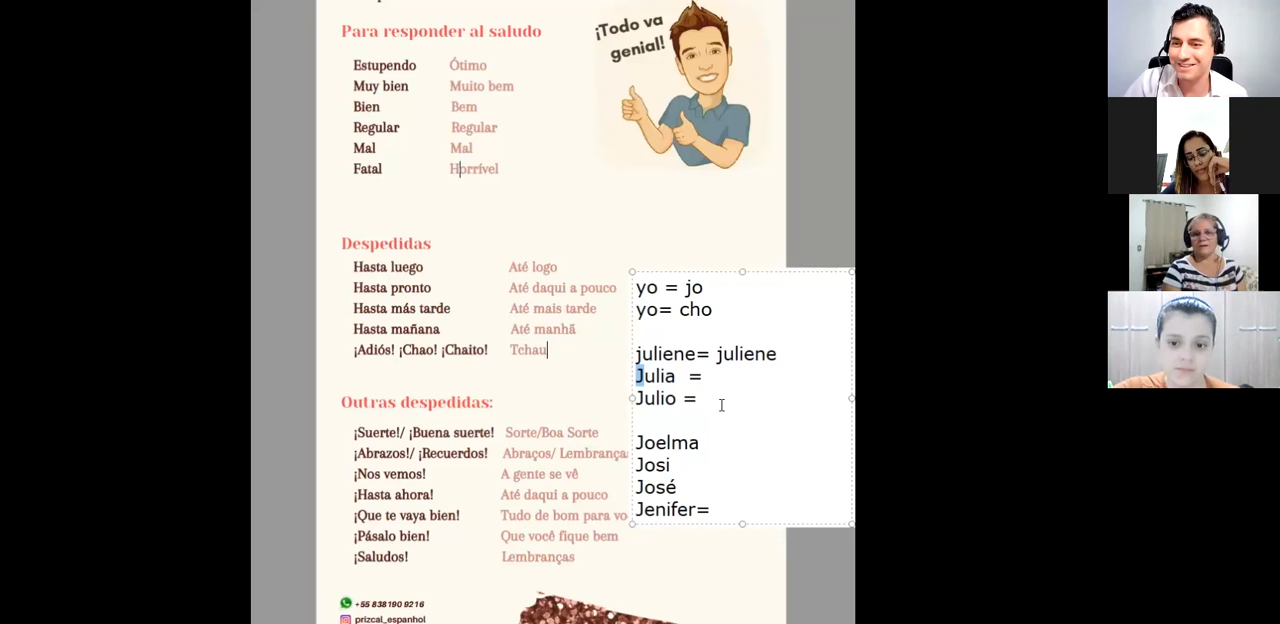 Para responder al saludo
¡Todo va
genial!
Estupendo Ótimo
Muy bien Muito bem
Bien Bem
Regular Regular
Mal Mal
Fatal Horrível
Despedidas
Hasta luego Até logo
Hasta pronto Até daqui a pouco
Hasta más tarde Até mais tarde
Hasta mañana Até manhã
¡Adiós! ¡Chao! ¡Chaito! Tchau
Outras despedidas:
¡Suerte!/ ¡Buena suerte! Sorte/Boa Sorte
¡Abrazos!/ ¡Recuerdos! Abraços/ Lembrança
¡Nos vemos! A gente se vê
¡Hasta ahora! Até daqui a pouco
¡Que te vaya bien! Tudo de bom para vo
¡Pásalo bien! Que você fique bem
¡Saludos! Lembranças
+55 838190 9216
prizcal_espanhol
yo = jo
yo= cho
juliene= juliene
Julia =
Julio =
Joelma
Josi
José
Jenifer=